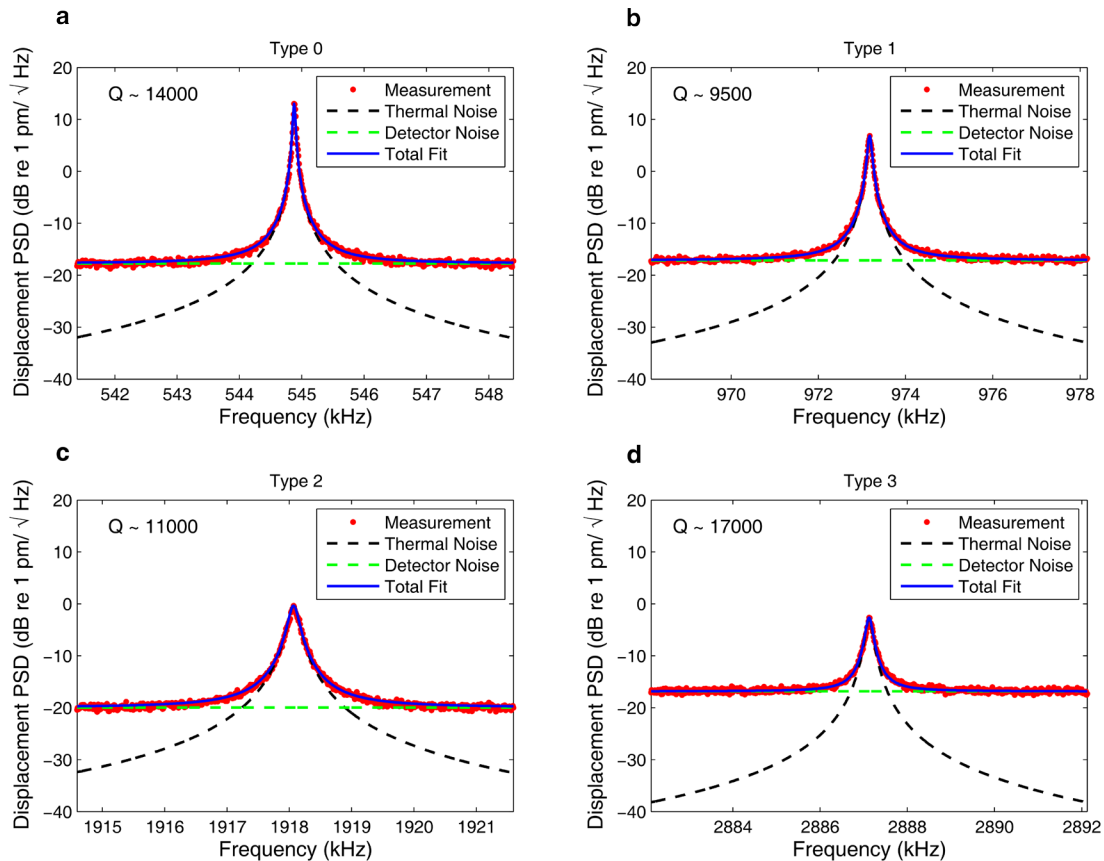 a
Type 0
Q ~ 14000
Measurement
Thermal Noise
Detector Noise
Total Fit
20
10
0
−10
−20
−30
−40
Displacement PSD (dB re 1 pm/ √ Hz)
542 543 544 545 546 547 548
Frequency (kHz)
b
Type 1
Q ~ 9500
Measurement
Thermal Noise
Detector Noise
Total Fit
20
10
0
−10
−20
−30
−40
Displacement PSD (dB re 1 pm/ √ Hz)
970 972 974 976 978
Frequency (kHz)
c
Type 2
Q ~ 11000
Measurement
Thermal Noise
Detector Noise
Total Fit
20
10
0
−10
−20
−30
−40
Displacement PSD (dB re 1 pm/ √ Hz)
1915 1916 1917 1918 1919 1920 1921
Frequency (kHz)
d
Type 3
Q ~ 17000
Measurement
Thermal Noise
Detector Noise
Total Fit
20
10
0
−10
−20
−30
−40
Displacement PSD (dB re 1 pm/ √ Hz)
2884 2886 2888 2890 2892
Frequency (kHz)